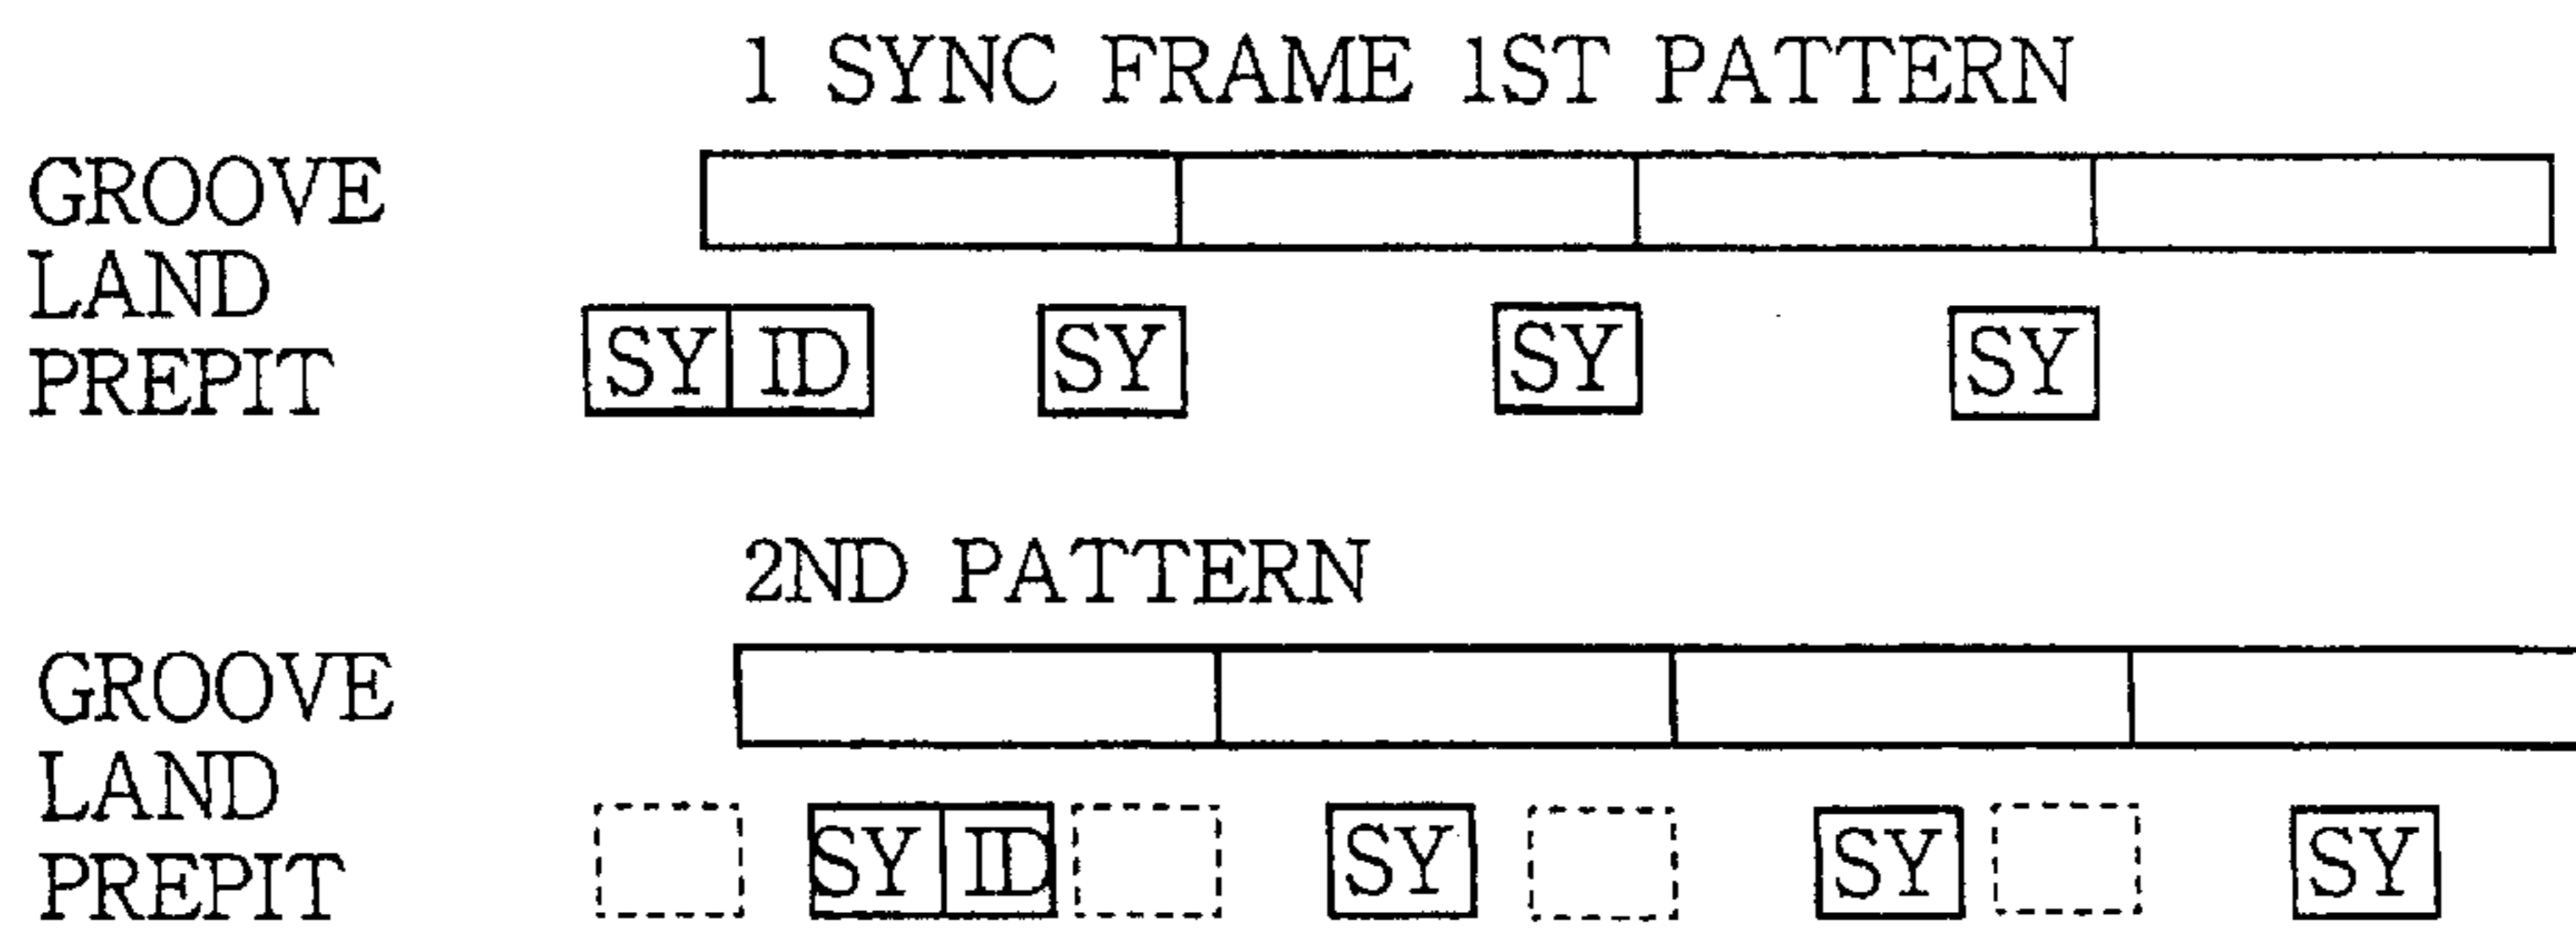 1 SYNC FRAME 1ST PATTERN
GROOVE
LAND
PREPIT
SY ID SY SY SY
2ND PATTERN
GROOVE
LAND
PREPIT
SY ID SY SY SY